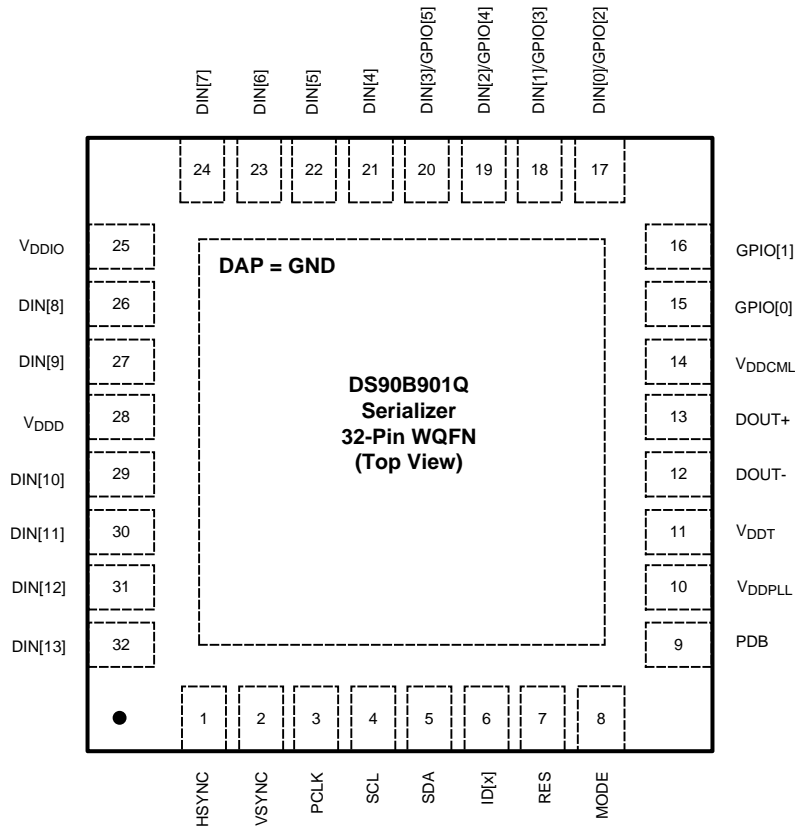 DIN[7]
DIN[6]
DIN[5]
DIN[4]
DIN[3]/GPIO[5]
DIN[2]/GPIO[4]
DIN[1]/GPIO[3]
DIN[0]/GPIO[2]
24
23
22
21
20
19
18
17
VDDIO 25
DIN[8] 26
DIN[9] 27
VDDD 28
DIN[10] 29
DIN[11] 30
DIN[12] 31
DIN[13] 32
DAP = GND
DS90B901Q
Serializer
32-Pin WQFN
(Top View)
16 GPIO[1]
15 GPIO[0]
14 VDDCML
13 DOUT+
12 DOUT-
11 VDDT
10 VDDPLL
9 PDB
1
2
3
4
5
6
7
8
HSYNC
VSYNC
PCLK
SCL
SDA
ID[x]
RES
MODE